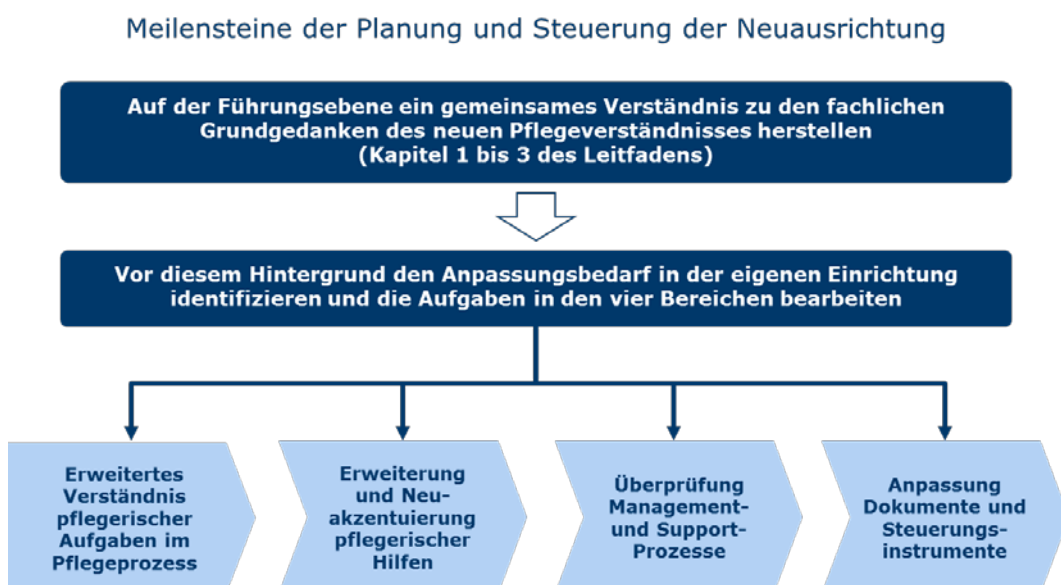 Meilensteine der Planung und Steuerung der Neuausrichtung
Auf der Führungsebene ein gemeinsames Verständnis zu den fachlichen
Grundgedanken des neuen Pflegeverständnisses herstellen
(Kapitel 1 bis 3 des Leitfadens)
Vor diesem Hintergrund den Anpassungsbedarf in der eigenen Einrichtung
identifizieren und die Aufgaben in den vier Bereichen bearbeiten
Erweitertes
Verständnis
pflegerischer
Aufgaben im
Pflegeprozess
Erweiterung
und Neu-
akzentuierung
pflegerischer
Hilfen
Überprüfung
Management-
und Support-
Prozesse
Anpassung
Dokumente und
Steuerungs-
instrumente